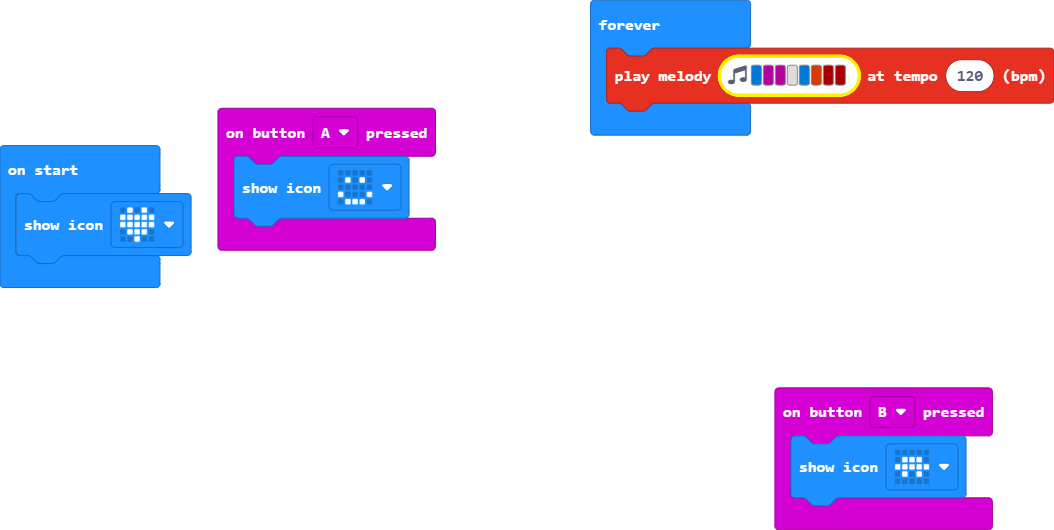 forever
play melody at tempo 120 (bpm)
on button A pressed
show icon
on start
show icon
on button B pressed
show icon